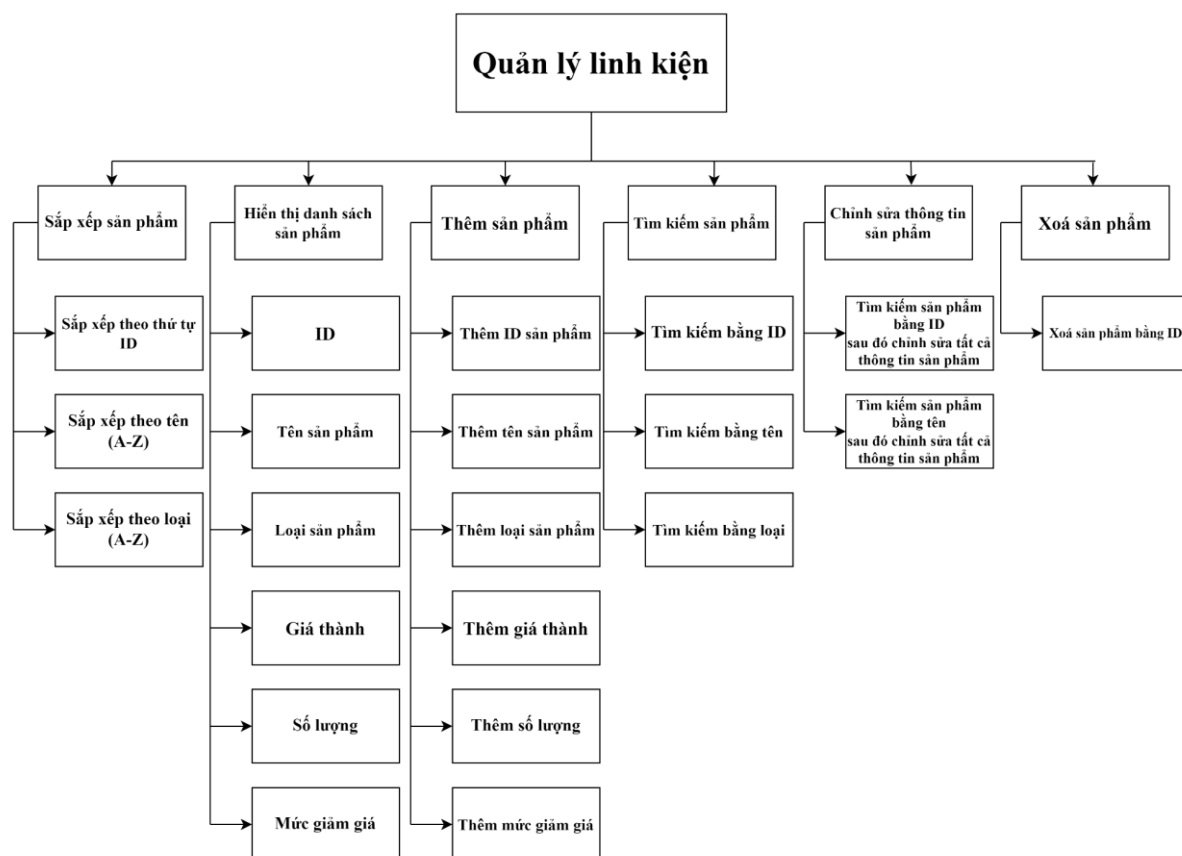 Quản lý linh kiện
Sắp xếp sản phẩm
Hiển thị danh sách
sản phẩm
Thêm sản phẩm
Tìm kiếm sản phẩm
Chỉnh sửa thông tin
sản phẩm
Xoá sản phẩm
Sắp xếp theo thứ tự
ID
ID
Thêm ID sản phẩm
Tìm kiếm bằng ID
Tìm kiếm sản phẩm
bằng ID
sau đó chỉnh sửa tất cả
thông tin sản phẩm
Xoá sản phẩm bằng ID
Sắp xếp theo tên
(A-Z)
Tên sản phẩm
Thêm tên sản phẩm
Tìm kiếm bằng tên
Tìm kiếm sản phẩm
bằng tên
sau đó chỉnh sửa tất cả
thông tin sản phẩm
Sắp xếp theo loại
(A-Z)
Loại sản phẩm
Thêm loại sản phẩm
Tìm kiếm bằng loại
Giá thành
Thêm giá thành
Số lượng
Thêm số lượng
Mức giảm giá
Thêm mức giảm giá